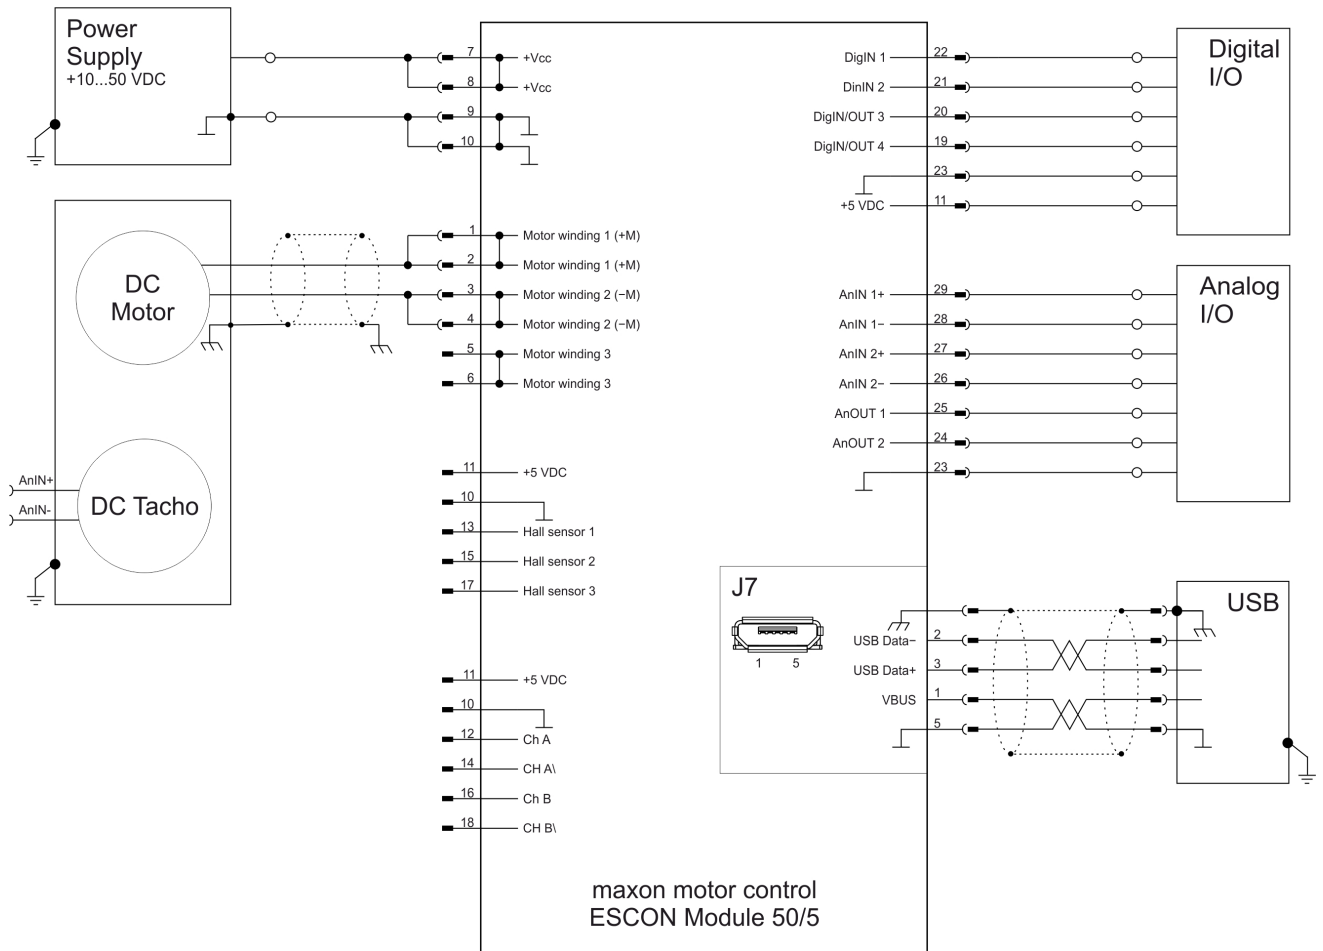 Power
Supply
+10...50 VDC
7
+Vcc
8
+Vcc
9
10
DC
Motor
1
Motor winding 1 (+M)
2
Motor winding 1 (+M)
3
Motor winding 2 (−M)
4
Motor winding 2 (−M)
5
Motor winding 3
6
Motor winding 3
AnIN+
AnIN-
DC Tacho
11
+5 VDC
10
13
Hall sensor 1
15
Hall sensor 2
17
Hall sensor 3
11
+5 VDC
10
12
Ch A
14
CH A\
16
Ch B
18
CH B\
DigIN 1
22
DinIN 2
21
DigIN/OUT 3
20
DigIN/OUT 4
19
23
+5 VDC
11
Digital
I/O
AnIN 1+
29
AnIN 1−
28
AnIN 2+
27
AnIN 2−
26
AnOUT 1
25
AnOUT 2
24
23
Analog
I/O
J7
1 5
USB Data−
2
USB Data+
3
VBUS
1
5
USB
maxon motor control
ESCON Module 50/5